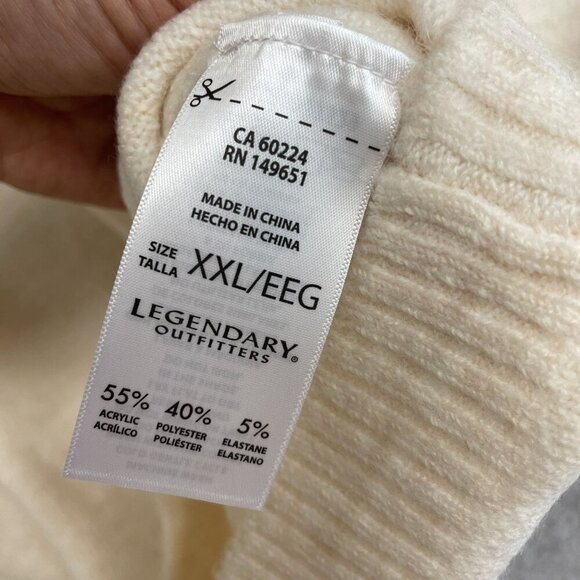 CA 60224
RN 149651
MADE IN CHINA
HECHO EN CHINA
SIZE
TALLA
XXL/EEG
LEGENDARY
OUTFITTERS®
55% 40% 5%
ACRYLIC POLYESTER ELASTANE
ACRÍLICO POLIÉSTER ELASTANO